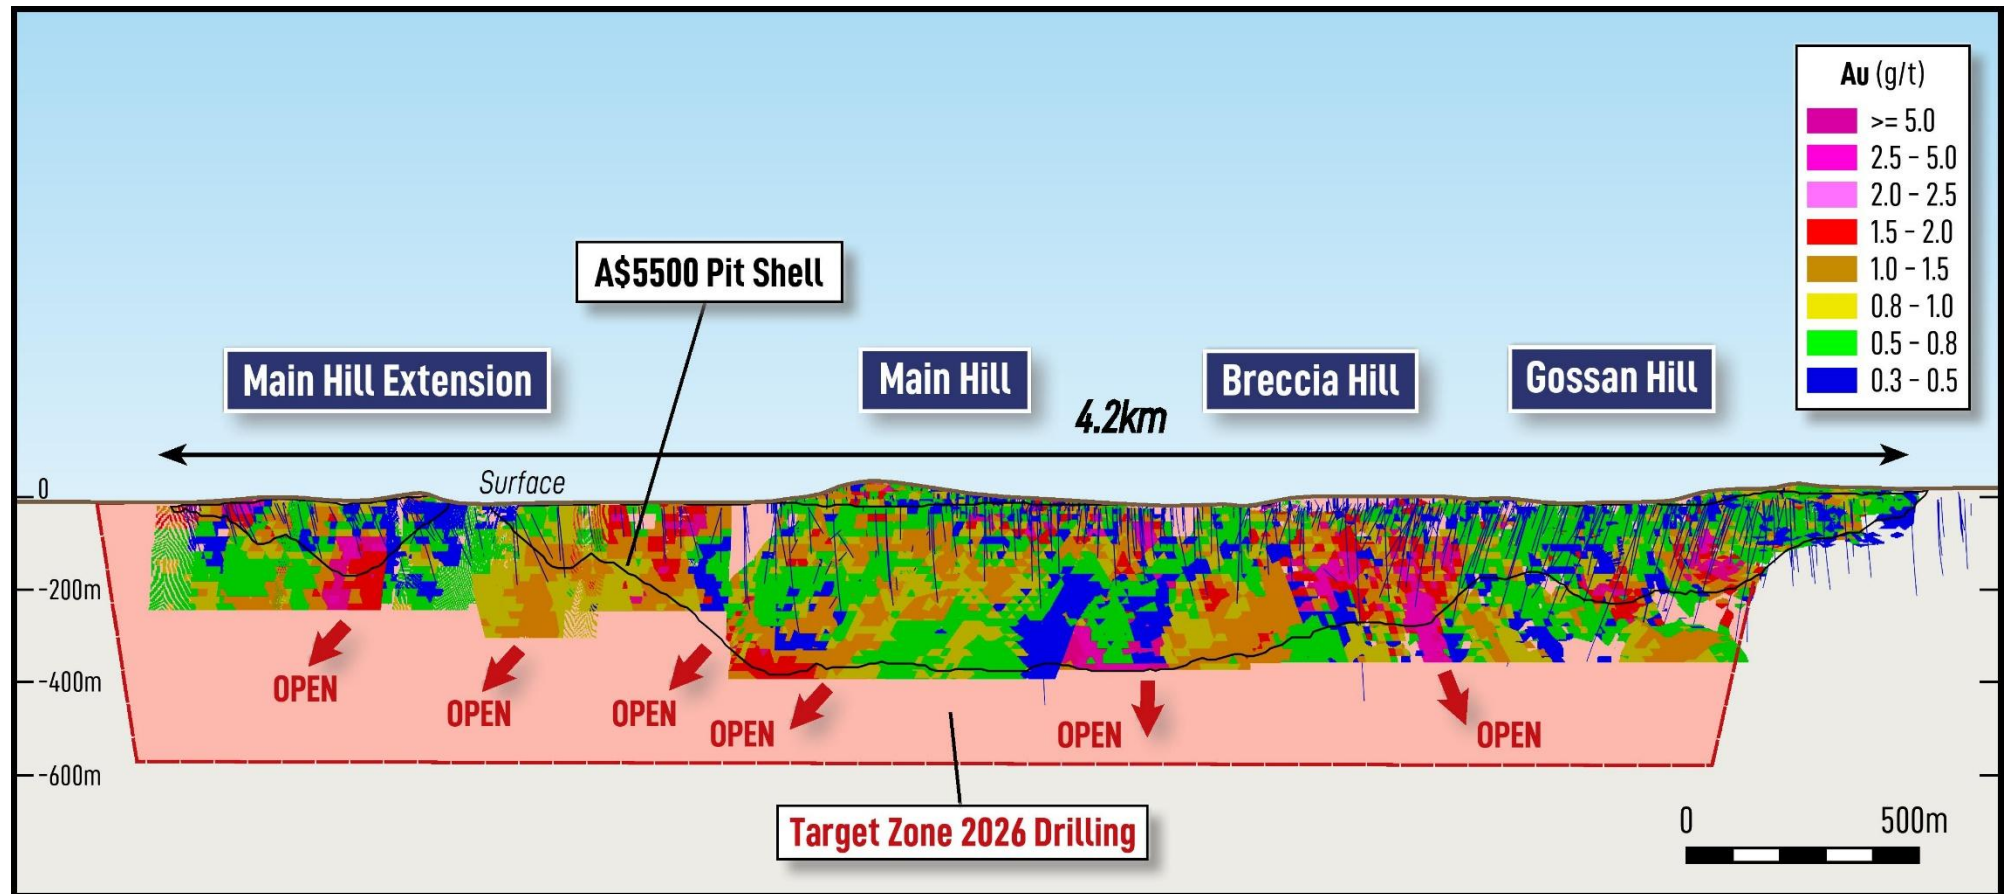 Au (g/t)
>= 5.0
2.5 – 5.0
2.0 – 2.5
1.5 – 2.0
1.0 – 1.5
0.8 – 1.0
0.5 – 0.8
0.3 – 0.5
A$5500 Pit Shell
Main Hill Extension
Main Hill
Breccia Hill
Gossan Hill
4.2km
Surface
0
-200m
-400m
-600m
OPEN
OPEN
OPEN
OPEN
OPEN
OPEN
Target Zone 2026 Drilling
0 500m